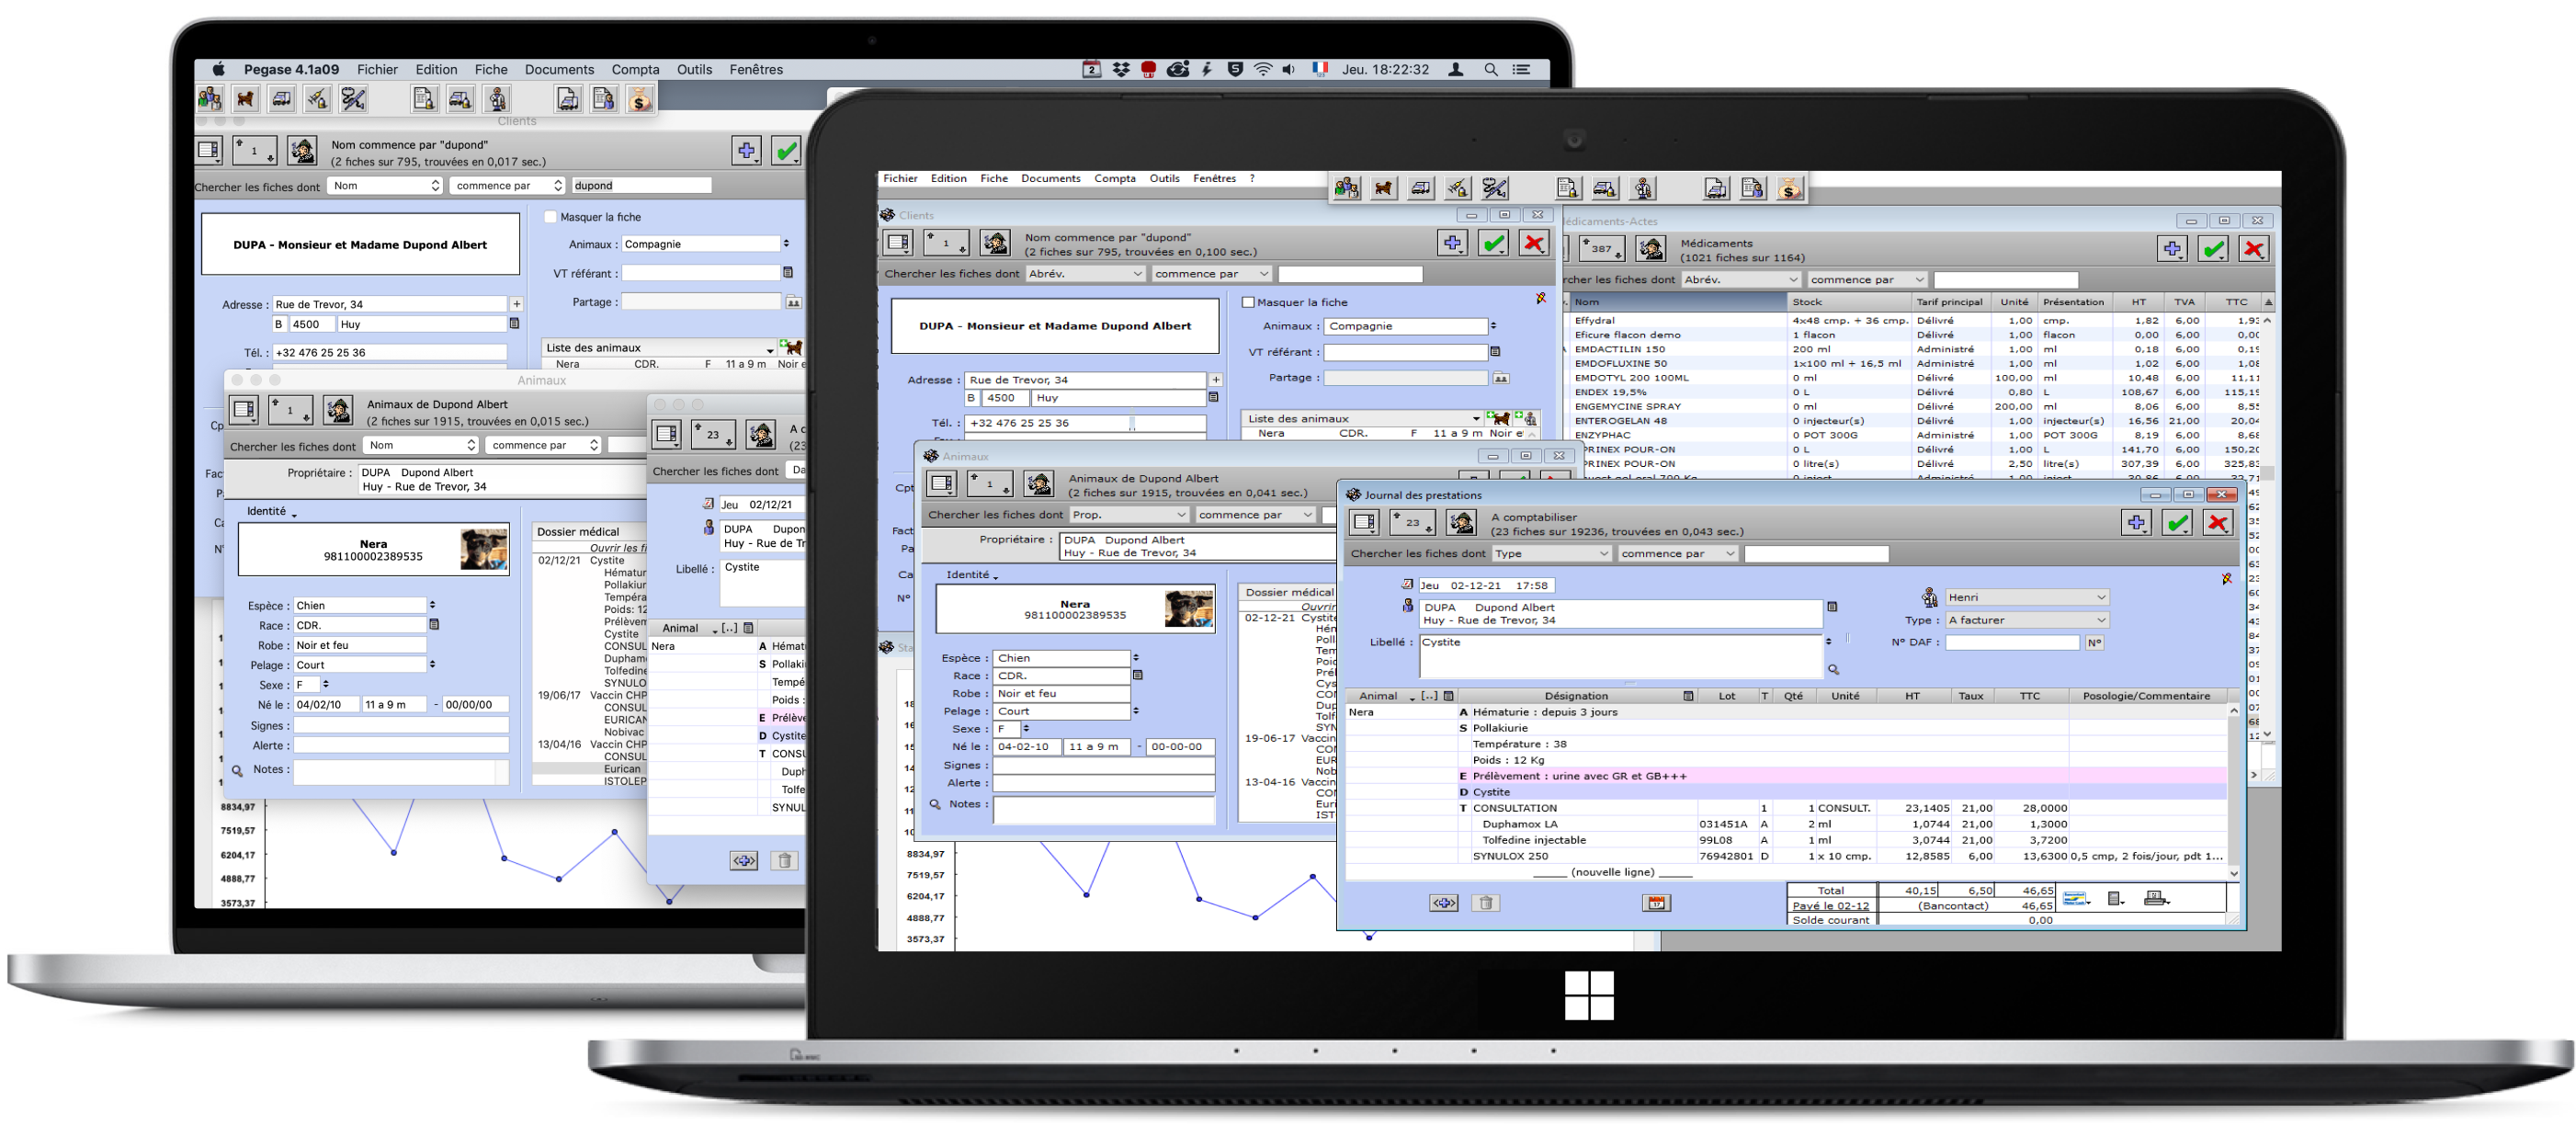 Pegase 4.1a09 Fichier Edition Fiche Documents Compta Outils Fenêtres
2 Jeu. 18:22:32
Clients
1
Nom commence par "dupond"
(2 fiches sur 795, trouvées en 0,017 sec.)
Chercher les fiches dont Nom commence par dupond
DUPA - Monsieur et Madame Dupond Albert
Masquer la fiche
Animaux : Compagnie
VT référant :
Partage :
Adresse : Rue de Trevor, 34
B 4500 Huy
Tél. : +32 476 25 25 36
Liste des animaux
Nera CDR. F 11 a 9 m Noir e
Animaux
1
Animaux de Dupond Albert
(2 fiches sur 1915, trouvées en 0,015 sec.)
Chercher les fiches dont Nom commence par
Propriétaire : DUPA Dupond Albert
Huy - Rue de Trevor, 34
Identité
Nera
981100002389535
Espèce : Chien
Race : CDR.
Robe : Noir et feu
Pelage : Court
Sexe : F
Né le : 04/02/10 11 a 9 m - 00/00/00
Signes :
Alerte :
Notes :
Dossier médical
Ouvrir les fi
02/12/21 Cystite
Hématur
Pollakiur
Tempéra
Poids: 12
Prélèvem
Cystite
CONSUL
Duphamo
Tolfedine
SYNULO
19/06/17 Vaccin CHP
CONSUL
EURICAN
Nobivac
13/04/16 Vaccin CHP
CONSUL
Eurican
ISTOLEP
8834,97
7519,57
6204,17
4888,77
3573,37
23
Chercher les fiches dont Da
Jeu 02/12/21
DUPA Dupon
Huy - Rue de Tr
Libellé : Cystite
Animal [..]
Nera A Hématu
S Pollaki
Tempé
Poids :
E Prélève
D Cystite
T CONSU
Duph
Tolfe
SYNUL
Fichier Edition Fiche Documents Compta Outils Fenêtres ?
Clients
1
Nom commence par "dupond"
(2 fiches sur 795, trouvées en 0,100 sec.)
Chercher les fiches dont Abrév. commence par
DUPA - Monsieur et Madame Dupond Albert
Masquer la fiche
Animaux : Compagnie
VT référant :
Partage :
Adresse : Rue de Trevor, 34
B 4500 Huy
Tél. : +32 476 25 25 36
Liste des animaux
Nera CDR. F 11 a 9 m Noir e
Médicaments-Actes
387
Médicaments
(1021 fiches sur 1164)
rcher les fiches dont Abrév. commence par
Nom Stock Tarif principal Unité Présentation HT TVA TTC
Effydral 4x48 cmp. + 36 cmp. Délivré 1,00 cmp. 1,82 6,00 1,93
Eficure flacon demo 1 flacon Délivré 1,00 flacon 0,00 6,00 0,00
EMDACTILIN 150 200 ml Administré 1,00 ml 0,18 6,00 0,19
EMDOFLUXINE 50 1x100 ml + 16,5 ml Administré 1,00 ml 1,02 6,00 1,08
EMDOTYL 200 100ML 0 ml Délivré 100,00 ml 10,48 6,00 11,11
ENDEX 19,5% 0 L Délivré 0,80 L 108,67 6,00 115,19
ENGEMYCINE SPRAY 0 ml Délivré 200,00 ml 8,06 6,00 8,55
ENTEROGELAN 48 0 injecteur(s) Délivré 1,00 injecteur(s) 16,56 21,00 20,04
ENZYPHAC 0 POT 300G Administré 1,00 POT 300G 8,19 6,00 8,68
PRINEX POUR-ON 0 L Délivré 1,00 L 141,70 6,00 150,20
PRINEX POUR-ON 0 litre(s) Délivré 2,50 litre(s) 307,39 6,00 325,83
Animaux
1
Animaux de Dupond Albert
(2 fiches sur 1915, trouvées en 0,041 sec.)
Chercher les fiches dont Prop. commence par
Propriétaire : DUPA Dupond Albert
Huy - Rue de Trevor, 34
Identité
Nera
981100002389535
Espèce : Chien
Race : CDR.
Robe : Noir et feu
Pelage : Court
Sexe : F
Né le : 04-02-10 11 a 9 m - 00-00-00
Signes :
Alerte :
Notes :
Dossier médical
Ouvrir
02-12-21 Cystite
19-06-17 Vaccin
13-04-16 Vaccin
8834,97
7519,57
6204,17
4888,77
3573,37
Journal des prestations
23
A comptabiliser
(23 fiches sur 19236, trouvées en 0,043 sec.)
Chercher les fiches dont Type commence par
Jeu 02-12-21 17:58
DUPA Dupond Albert
Huy - Rue de Trevor, 34
Libellé : Cystite
Henri
Type : A facturer
N° DAF : N°
Animal [..] Désignation Lot T Qté Unité HT Taux TTC Posologie/Commentaire
Nera A Hématurie : depuis 3 jours
S Pollakiurie
Température : 38
Poids : 12 Kg
E Prélèvement : urine avec GR et GB+++
D Cystite
T CONSULTATION 1 1 CONSULT. 23,1405 21,00 28,0000
Duphamox LA 031451A A 2 ml 1,0744 21,00 1,3000
Tolfedine injectable 99L08 A 1 ml 3,0744 21,00 3,7200
SYNULOX 250 76942801 D 1 x 10 cmp. 12,8585 6,00 13,6300 0,5 cmp, 2 fois/jour, pdt 1...
_____ (nouvelle ligne) _____
Total 40,15 6,50 46,65
Payé le 02-12 (Bancontact) 46,65
Solde courant 0,00